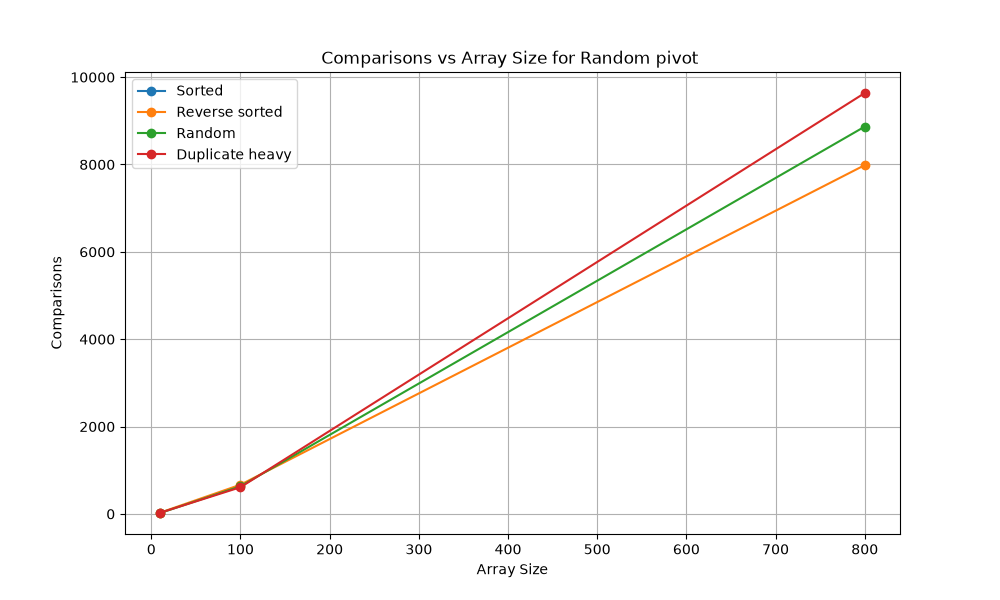 Comparisons vs Array Size for Random pivot
Sorted
Reverse sorted
Random
Duplicate heavy
10000
8000
6000
4000
2000
0
Comparisons
0 100 200 300 400 500 600 700 800
Array Size